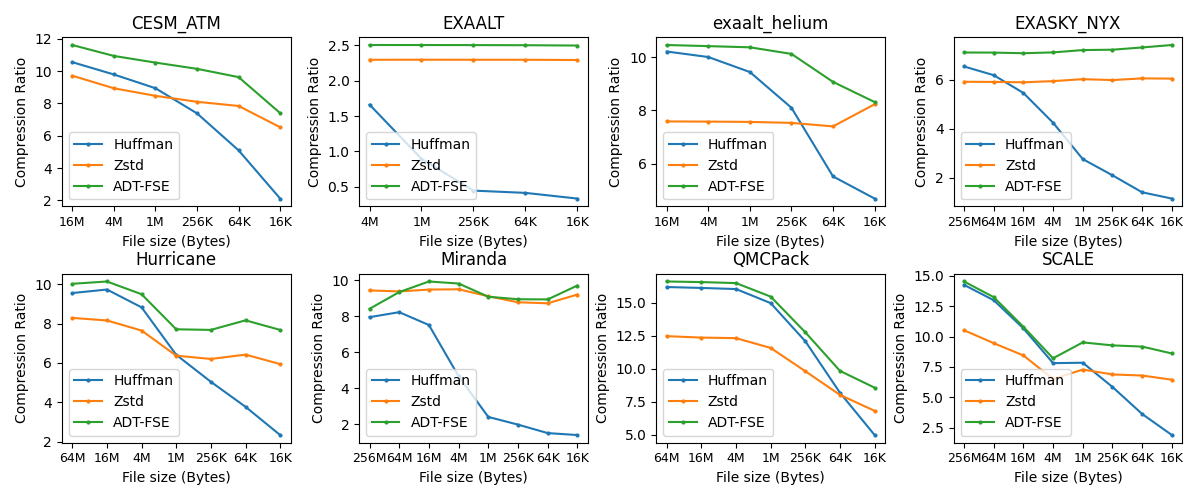 CESM_ATM
Compression Ratio
12
10
8
6
4
2
Huffman
Zstd
ADT-FSE
16M 4M 1M 256K 64K 16K
File size (Bytes)
EXAALT
Compression Ratio
2.5
2.0
1.5
1.0
0.5
Huffman
Zstd
ADT-FSE
4M 1M 256K 64K 16K
File size (Bytes)
exaalt_helium
Compression Ratio
10
8
6
Huffman
Zstd
ADT-FSE
16M 4M 1M 256K 64K 16K
File size (Bytes)
EXASKY_NYX
Compression Ratio
6
4
2
Huffman
Zstd
ADT-FSE
256M 64M 16M 4M 1M 256K 64K 16K
File size (Bytes)
Hurricane
Compression Ratio
10
8
6
4
2
Huffman
Zstd
ADT-FSE
64M 16M 4M 1M 256K 64K 16K
File size (Bytes)
Miranda
Compression Ratio
10
8
6
4
2
Huffman
Zstd
ADT-FSE
256M 64M 16M 4M 1M 256K 64K 16K
File size (Bytes)
QMCPack
Compression Ratio
15.0
12.5
10.0
7.5
5.0
Huffman
Zstd
ADT-FSE
64M 16M 4M 1M 256K 64K 16K
File size (Bytes)
SCALE
Compression Ratio
15.0
12.5
10.0
7.5
5.0
2.5
Huffman
Zstd
ADT-FSE
256M 64M 16M 4M 1M 256K 64K 16K
File size (Bytes)